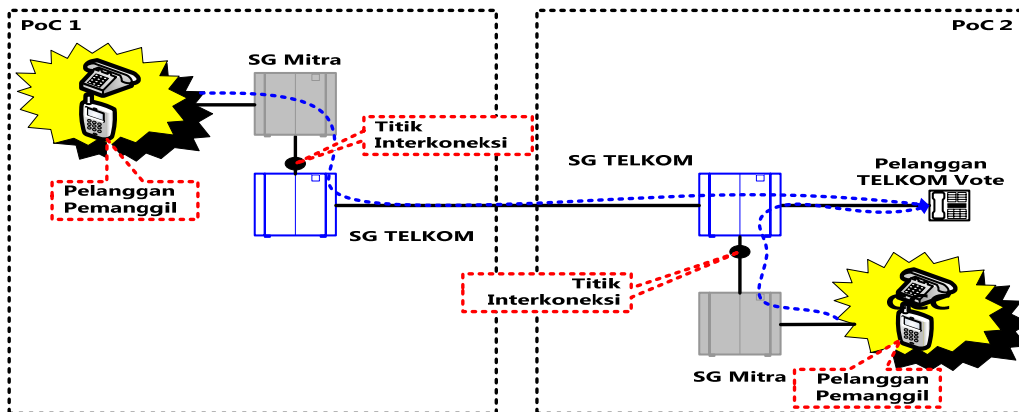 PoC 1
SG Mitra
Titik
Interkoneksi
Pelanggan
Pemanggil
SG TELKOM
PoC 2
SG TELKOM
Pelanggan
TELKOM Vote
Titik
Interkoneksi
SG Mitra
Pelanggan
Pemanggil